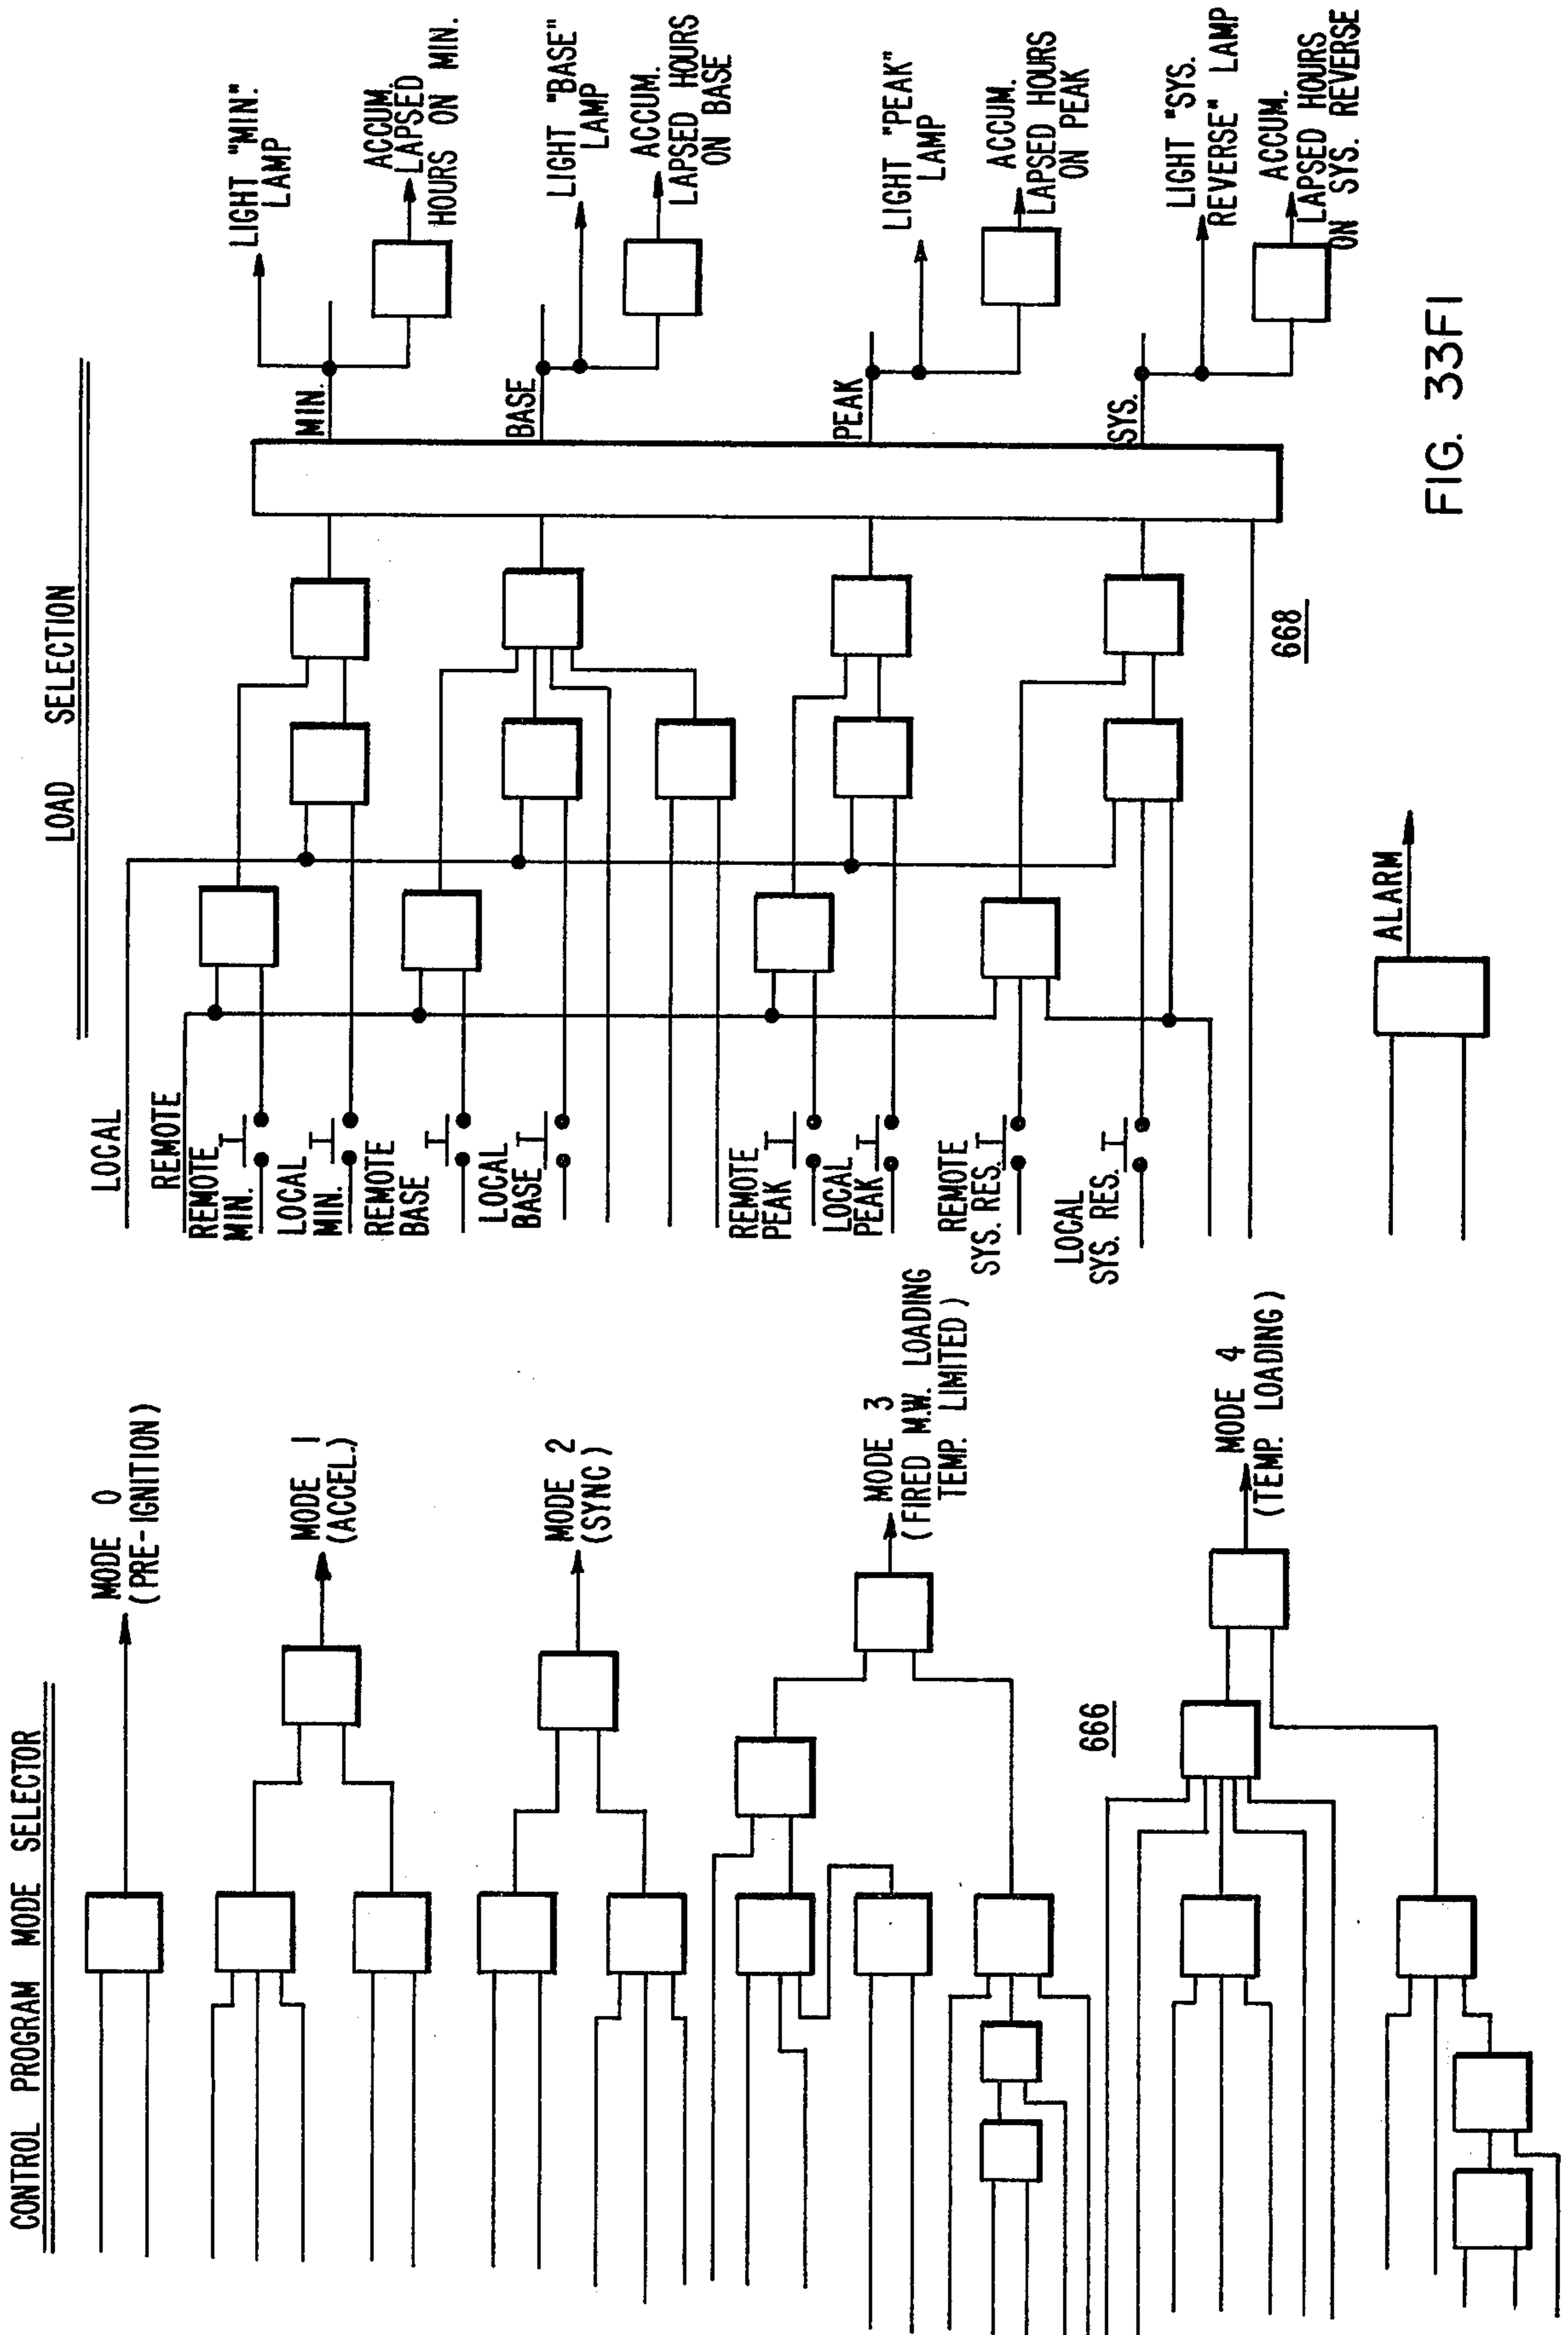 CONTROL PROGRAM MODE SELECTOR
MODE 0
(PRE-IGNITION)
MODE 1
(ACCEL.)
MODE 2
(SYNC)
MODE 3
(FIRED M.W. LOADING
TEMP. LIMITED)
666
MODE 4
(TEMP. LOADING)
LOAD SELECTION
LOCAL
REMOTE
REMOTE
MIN.
LOCAL
MIN.
REMOTE
BASE
LOCAL
BASE
REMOTE
PEAK
LOCAL
PEAK
REMOTE
SYS. RES.
LOCAL
SYS. RES.
MIN.
BASE
PEAK
SYS.
LIGHT "MIN."
LAMP
ACCUM.
LAPSED
HOURS ON MIN.
LIGHT "BASE"
LAMP
ACCUM.
LAPSED HOURS
ON BASE
LIGHT "PEAK"
LAMP
ACCUM.
LAPSED HOURS
ON PEAK
LIGHT "SYS.
REVERSE" LAMP
ACCUM.
LAPSED HOURS
ON SYS. REVERSE
668
ALARM
FIG. 33F1